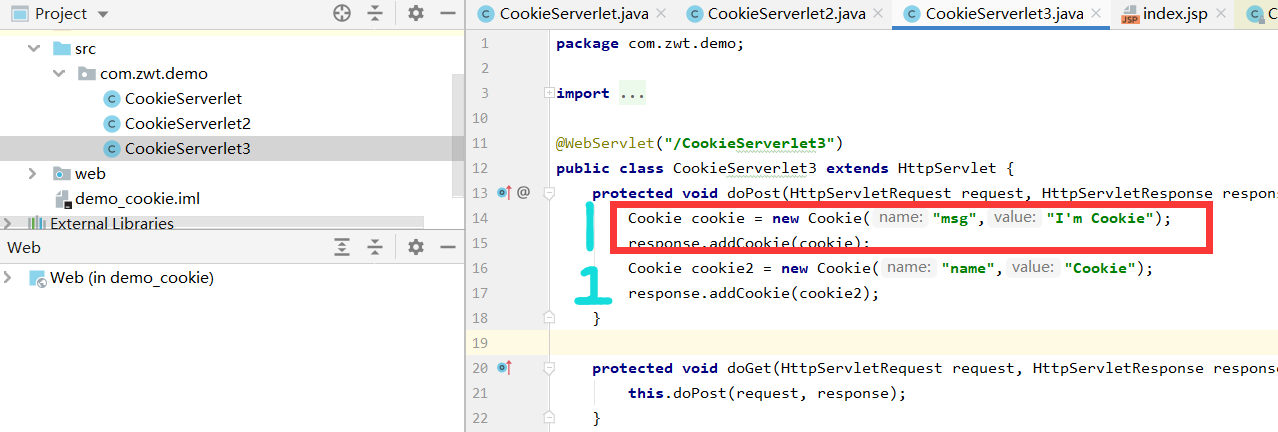 Project
src
com.zwt.demo
CookieServerlet
CookieServerlet2
CookieServerlet3
web
demo_cookie.iml
External Libraries
Web
Web (in demo_cookie)
CookieServerlet.java
CookieServerlet2.java
CookieServerlet3.java
index.jsp
C
1 package com.zwt.demo;
2
3 import ...
10
11 @WebServlet("/CookieServerlet3")
12 public class CookieServerlet3 extends HttpServlet {
13 protected void doPost(HttpServletRequest request, HttpServletResponse respons
14 Cookie cookie = new Cookie( name: "msg", value: "I'm Cookie");
15 response.addCookie(cookie);
16 Cookie cookie2 = new Cookie( name: "name", value: "Cookie");
17 response.addCookie(cookie2);
18 }
19
20 protected void doGet(HttpServletRequest request, HttpServletResponse respons
21 this.doPost(request, response);
22 }
1